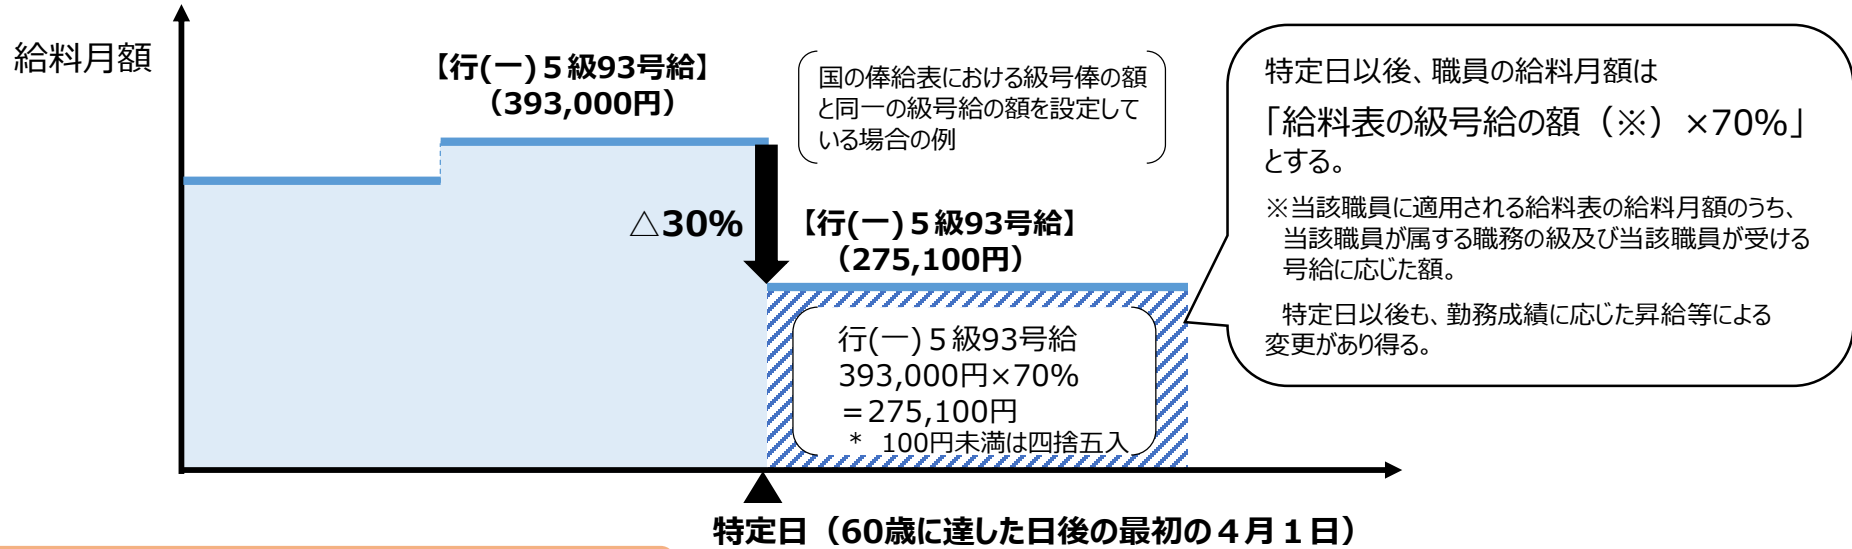 給料月額
【行(一)５級93号給】
（393,000円）
国の俸給表における級号俸の額
と同一の級号給の額を設定して
いる場合の例
△30%
【行(一)５級93号給】
（275,100円）
行(一)５級93号給
393,000円×70%
＝275,100円
* 100円未満は四捨五入
特定日（60歳に達した日後の最初の４月１日）
特定日以後、職員の給料月額は
「給料表の級号給の額（※）×70%」
とする。
※当該職員に適用される給料表の給料月額のうち、
当該職員が属する職務の級及び当該職員が受ける
号給に応じた額。
特定日以後も、勤務成績に応じた昇給等による
変更があり得る。